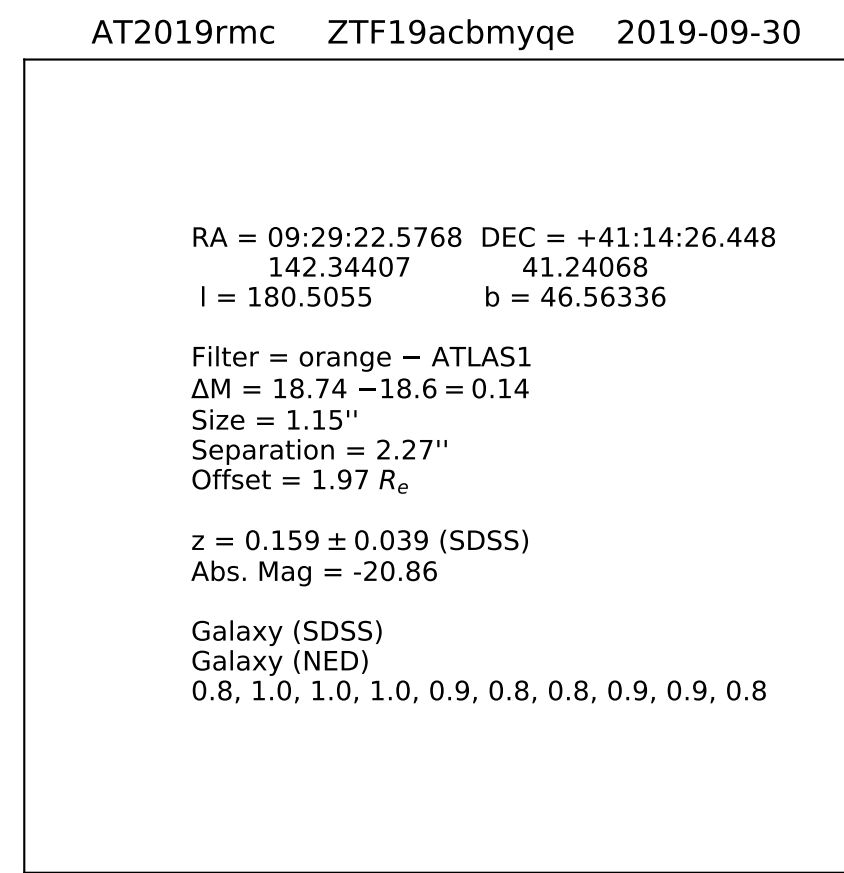 AT2019rmc ZTF19acbmyqe 2019-09-30
RA = 09:29:22.5768 DEC = +41:14:26.448
142.34407 41.24068
l = 180.5055 b = 46.56336
Filter = orange − ATLAS1
ΔM = 18.74 −18.6 = 0.14
Size = 1.15''
Separation = 2.27''
Offset = 1.97 Re
z = 0.159 ± 0.039 (SDSS)
Abs. Mag = -20.86
Galaxy (SDSS)
Galaxy (NED)
0.8, 1.0, 1.0, 1.0, 0.9, 0.8, 0.8, 0.9, 0.9, 0.8